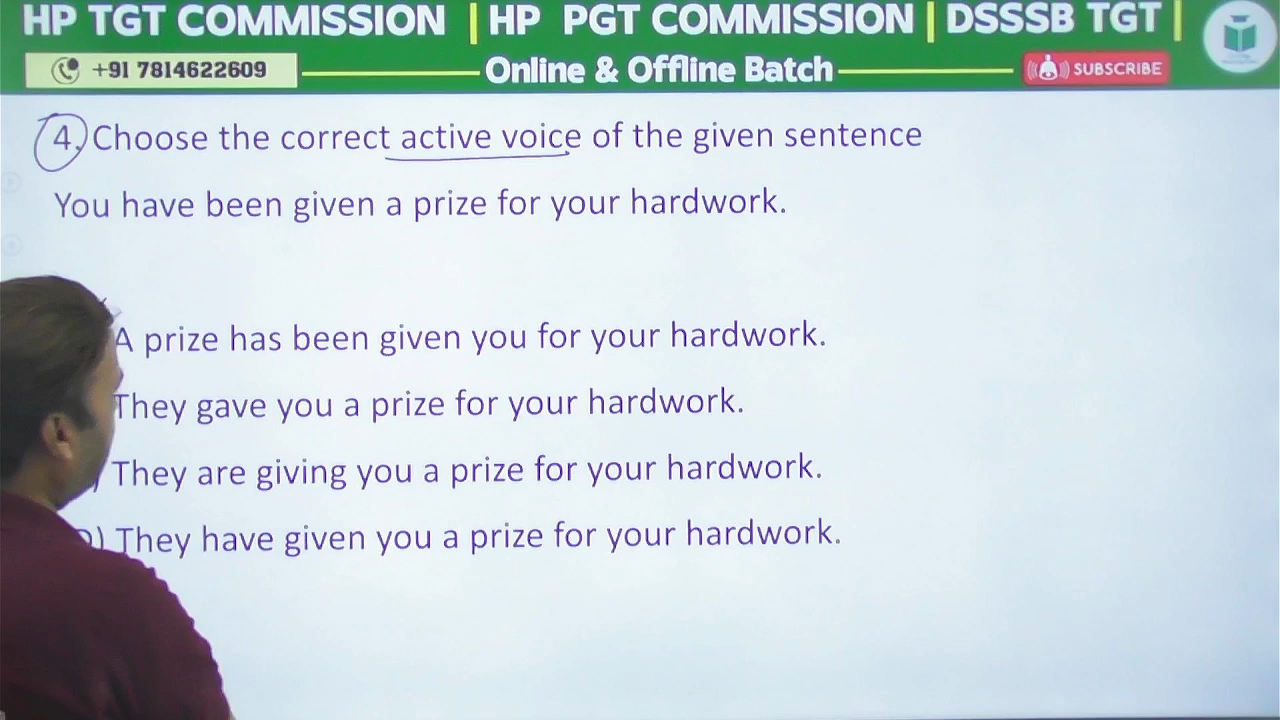 HP TGT COMMISSION | HP PGT COMMISSION | DSSSB TGT |
+91 7814622609
Online & Offline Batch
SUBSCRIBE
4. Choose the correct active voice of the given sentence
You have been given a prize for your hardwork.
A prize has been given you for your hardwork.
They gave you a prize for your hardwork.
They are giving you a prize for your hardwork.
) They have given you a prize for your hardwork.